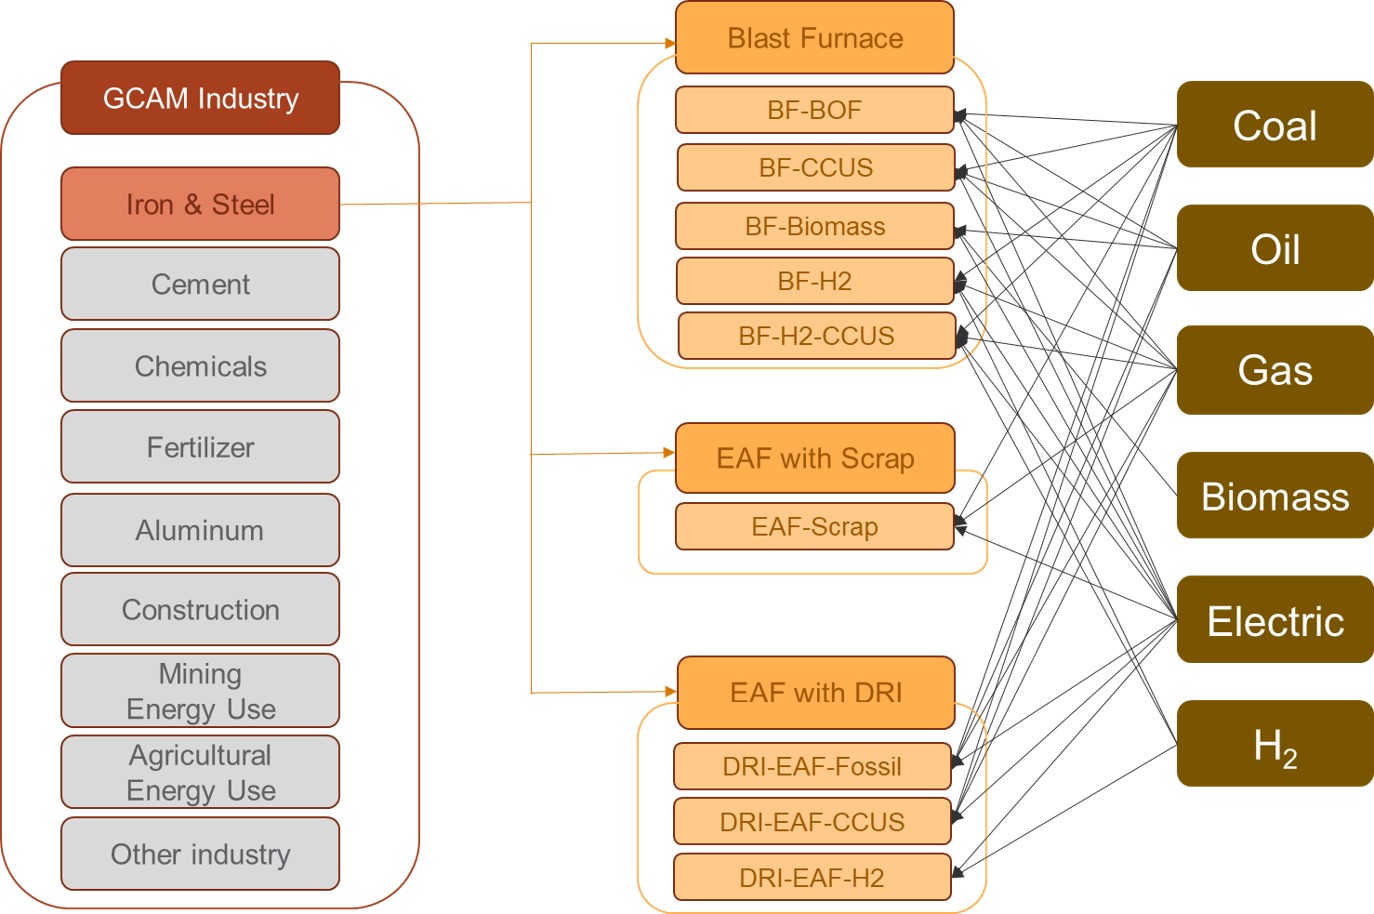 GCAM Industry
Iron & Steel
Cement
Chemicals
Fertilizer
Aluminum
Construction
Mining
Energy Use
Agricultural
Energy Use
Other industry
Blast Furnace
BF-BOF
BF-CCUS
BF-Biomass
BF-H2
BF-H2-CCUS
EAF with Scrap
EAF-Scrap
EAF with DRI
DRI-EAF-Fossil
DRI-EAF-CCUS
DRI-EAF-H2
Coal
Oil
Gas
Biomass
Electric
H₂